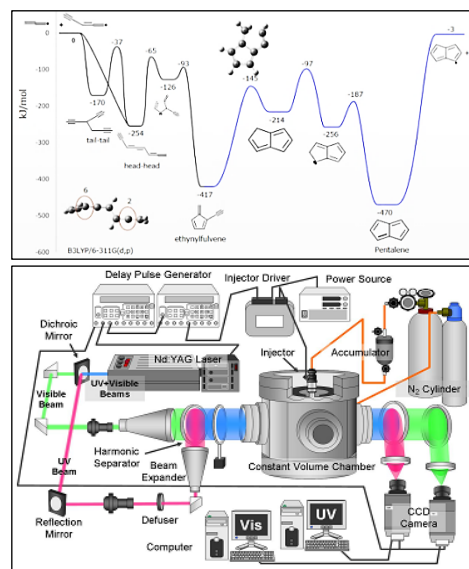 0
-3
-37
-65
-93
-97
-100
-126
-145
-170
-187
-200
-214
-254
-256
-300
-400
-417
-470
-500
-600
kJ/mol
tail-tail
head-head
6
2
ethynylfulvene
Pentalene
B3LYP/6-311G(d,p)
Delay Pulse Generator
Injector Driver
Power Source
Dichroic
Mirror
Nd:YAG Laser
Injector
Accumulator
UV+Visible
Beams
N2 Cylinder
Visible
Beam
UV
Beam
Harmonic
Separator
Beam
Expander
Constant Volume Chamber
Reflection
Mirror
Defuser
Computer
Vis
UV
CCD
Camera